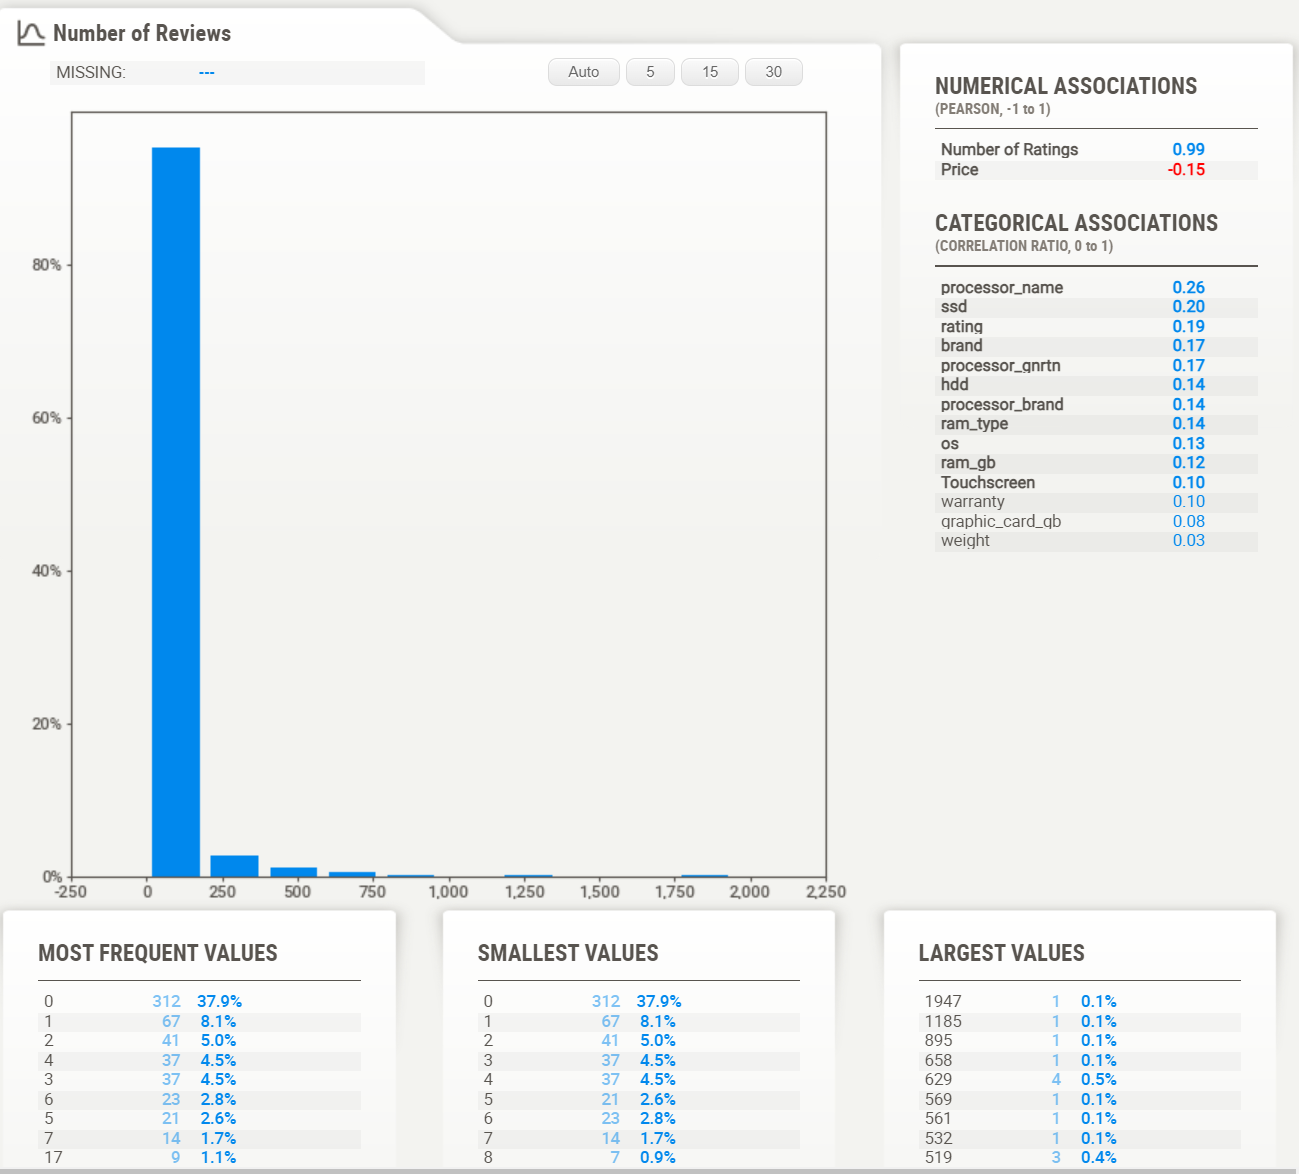 Number of Reviews
MISSING: ---
Auto 5 15 30
80%
60%
40%
20%
0%
-250 0 250 500 750 1,000 1,250 1,500 1,750 2,000 2,250
NUMERICAL ASSOCIATIONS
(PEARSON, -1 to 1)
Number of Ratings 0.99
Price -0.15
CATEGORICAL ASSOCIATIONS
(CORRELATION RATIO, 0 to 1)
processor_name 0.26
ssd 0.20
rating 0.19
brand 0.17
processor_gnrtn 0.17
hdd 0.14
processor_brand 0.14
ram_type 0.14
os 0.13
ram_gb 0.12
Touchscreen 0.10
warranty 0.10
graphic_card_gb 0.08
weight 0.03
MOST FREQUENT VALUES
0 312 37.9%
1 67 8.1%
2 41 5.0%
4 37 4.5%
3 37 4.5%
6 23 2.8%
5 21 2.6%
7 14 1.7%
17 9 1.1%
SMALLEST VALUES
0 312 37.9%
1 67 8.1%
2 41 5.0%
3 37 4.5%
4 37 4.5%
5 21 2.6%
6 23 2.8%
7 14 1.7%
8 7 0.9%
LARGEST VALUES
1947 1 0.1%
1185 1 0.1%
895 1 0.1%
658 1 0.1%
629 4 0.5%
569 1 0.1%
561 1 0.1%
532 1 0.1%
519 3 0.4%